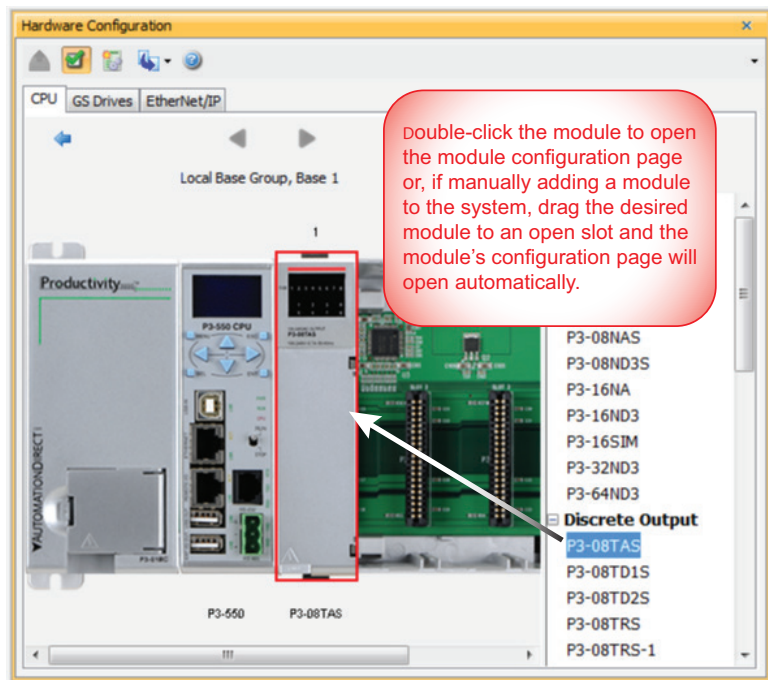 Hardware Configuration
CPU GS Drives EtherNet/IP
Local Base Group, Base 1
1
Double-click the module to open
the module configuration page
or, if manually adding a module
to the system, drag the desired
module to an open slot and the
module's configuration page will
open automatically.
Productivity
P3-550 CPU
P3-08TAS
AUTOMATIONDIRECT
RUN
STOP
SLOT 2
P3-550
P3-08TAS
P3-08NAS
P3-08ND3S
P3-16NA
P3-16ND3
P3-16SIM
P3-32ND3
P3-64ND3
Discrete Output
P3-08TAS
P3-08TD1S
P3-08TD2S
P3-08TRS
P3-08TRS-1